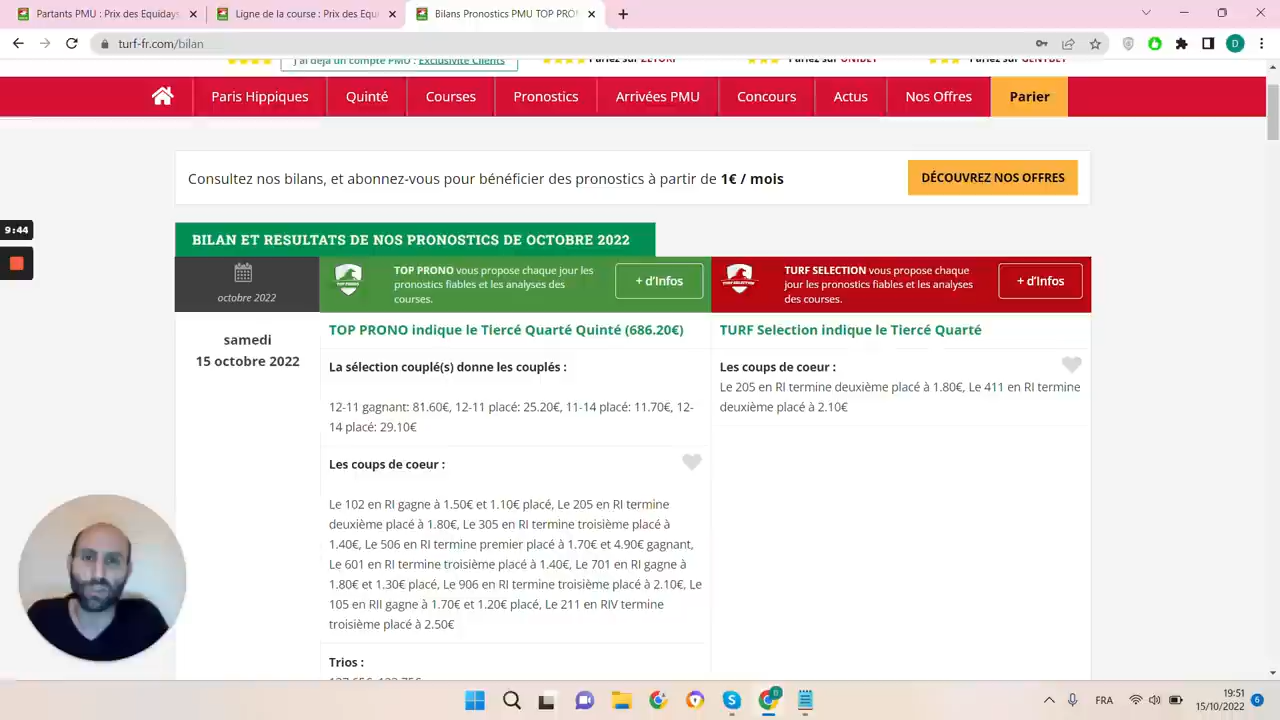 Partants PMU : Prix des Equiday
Ligne de la course : Prix des
Bilans Pronostics PMU TOP PRO
turf-fr.com/bilan
j'ai déjà un compte PMU : Exclusivité Clients
Pariez sur ZETURF
Pariez sur UNIBET
Pariez sur GENYBET
Paris Hippiques
Quinté
Courses
Pronostics
Arrivées PMU
Concours
Actus
Nos Offres
Parier
Consultez nos bilans, et abonnez-vous pour bénéficier des pronostics à partir de 1€ / mois
DÉCOUVREZ NOS OFFRES
9:44
BILAN ET RESULTATS DE NOS PRONOSTICS DE OCTOBRE 2022
octobre 2022
TOP PRONO vous propose chaque jour les
pronostics fiables et les analyses des
courses.
+ d'Infos
TURF SELECTION vous propose chaque
jour les pronostics fiables et les analyses
des courses.
+ d'Infos
samedi
15 octobre 2022
TOP PRONO indique le Tiercé Quarté Quinté (686.20€)
La sélection couplé(s) donne les couplés :
12-11 gagnant: 81.60€, 12-11 placé: 25.20€, 11-14 placé: 11.70€, 12-
14 placé: 29.10€
Les coups de coeur :
Le 102 en RI gagne à 1.50€ et 1.10€ placé, Le 205 en RI termine
deuxième placé à 1.80€, Le 305 en RI termine troisième placé à
1.40€, Le 506 en RI termine premier placé à 1.70€ et 4.90€ gagnant,
Le 601 en RI termine troisième placé à 1.40€, Le 701 en RI gagne à
1.80€ et 1.30€ placé, Le 906 en RI termine troisième placé à 2.10€, Le
105 en RII gagne à 1.70€ et 1.20€ placé, Le 211 en RIV termine
troisième placé à 2.50€
Trios :
TURF Selection indique le Tiercé Quarté
Les coups de coeur :
Le 205 en RI termine deuxième placé à 1.80€, Le 411 en RI termine
deuxième placé à 2.10€
FRA
19:51
15/10/2022
6